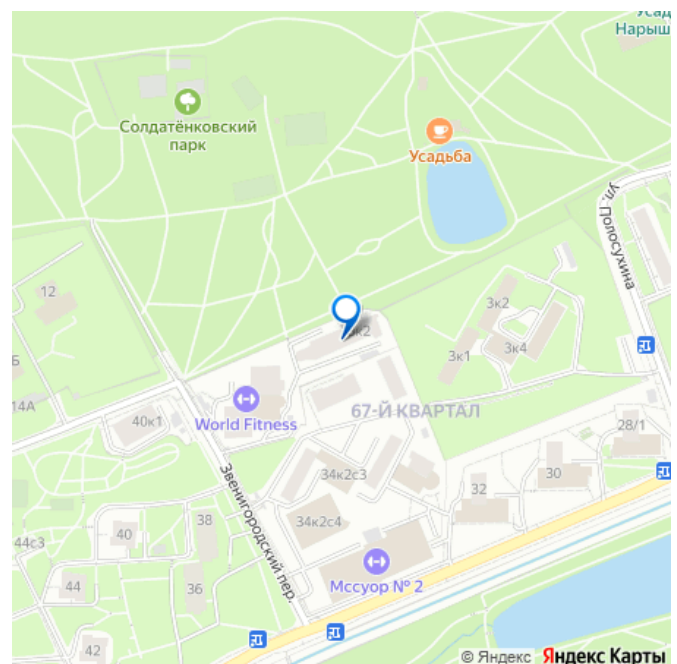 Усад
Нарыш
Солдатёнковский
парк
Усадьба
ул. Полосухина
12
3к2
3к1
3к4
Б
14А
40к1
World Fitness
67-Й КВАРТАЛ
28/1
34к2с3
32
30
Звенигородский пер.
38
34к2с4
40
44с3
36
44
Мссуор № 2
42
© Яндекс Яндекс Карты